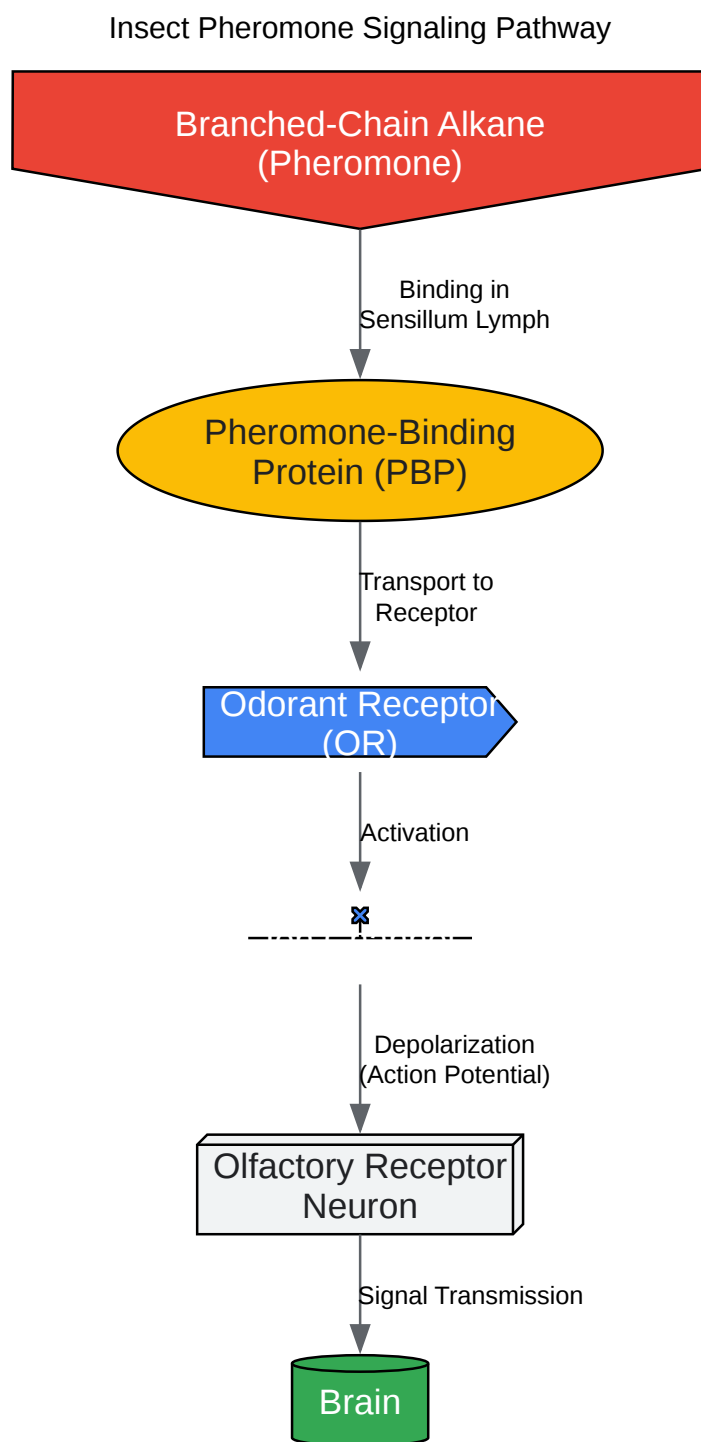 Insect Pheromone Signaling Pathway
Branched-Chain Alkane
(Pheromone)
Binding in
Sensillum Lymph
Pheromone-Binding
Protein (PBP)
Transport to
Receptor
Odorant Receptor
(OR)
Activation
Depolarization
(Action Potential)
Olfactory Receptor
Neuron
Signal Transmission
Brain